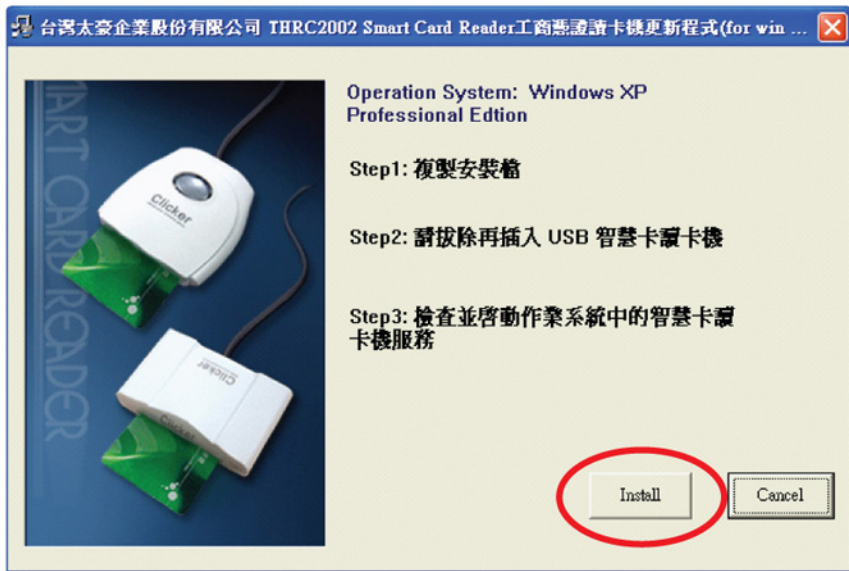 台灣太豪企業股份有限公司 THRC2002 Smart Card Reader工商憑證讀卡機更新程式(for win ...
SMART CARD READER
Clicker
Clicker
Clicker
Operation System: Windows XP
Professional Edtion
Step1: 複製安裝檔
Step2: 請拔除再插入 USB 智慧卡讀卡機
Step3: 檢查並啓動作業系統中的智慧卡讀
卡機服務
Install
Cancel